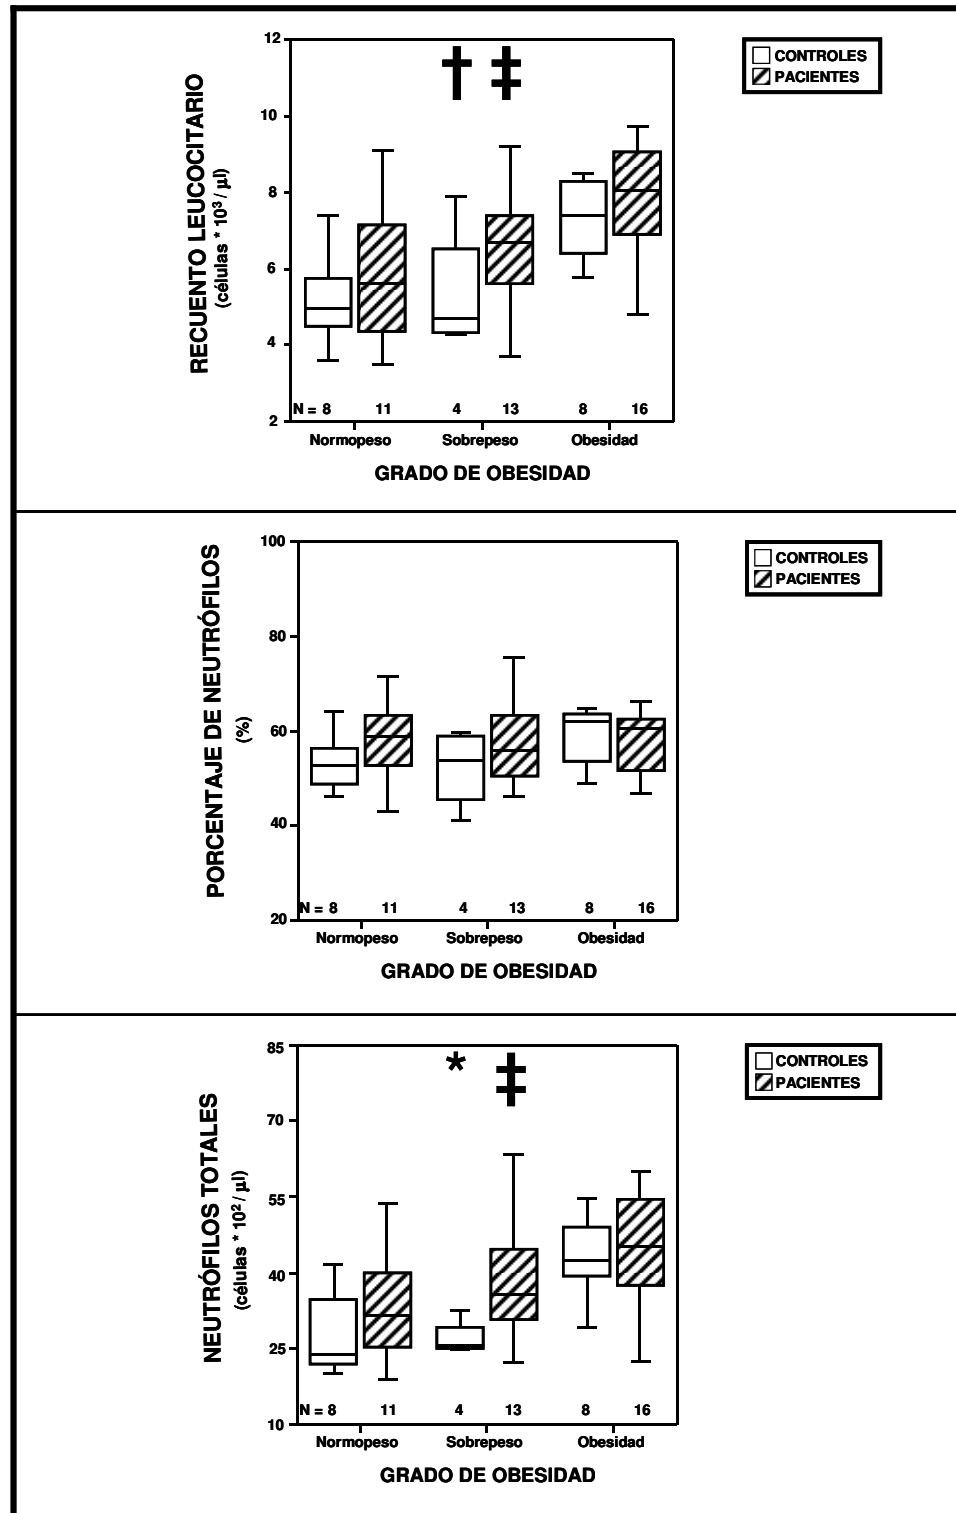 12
10
8
6
4
2
RECUENTO LEUCOCITARIO
(células * 10³ / µl)
† ‡
CONTROLES
PACIENTES
N = 8 11 4 13 8 16
Normopeso Sobrepeso Obesidad
GRADO DE OBESIDAD
100
80
60
40
20
PORCENTAJE DE NEUTRÓFILOS
(%)
CONTROLES
PACIENTES
N = 8 11 4 13 8 16
Normopeso Sobrepeso Obesidad
GRADO DE OBESIDAD
85
70
55
40
25
10
NEUTRÓFILOS TOTALES
(células * 10² / µl)
* ‡
CONTROLES
PACIENTES
N = 8 11 4 13 8 16
Normopeso Sobrepeso Obesidad
GRADO DE OBESIDAD